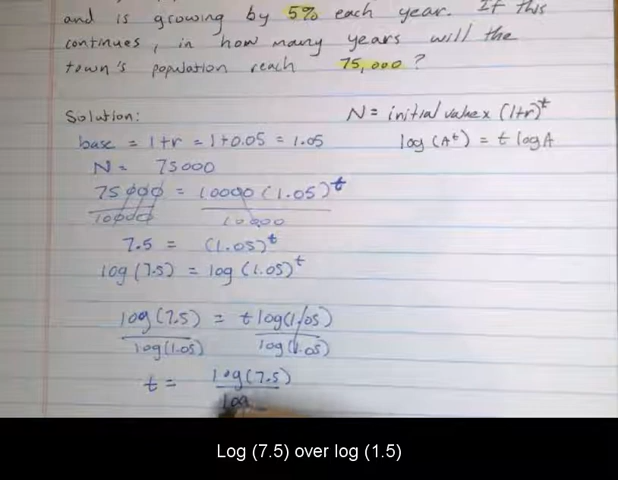 and is growing by 5% each year. If this
continues, in how many years will the
town's population reach 75,000?
Solution:
N = initial value x (1+r)^t
base = 1+r = 1+0.05 = 1.05
log (A^t) = t log A
N = 75000
75000 = 10000 (1.05)^t
10000 10000
7.5 = (1.05)^t
log (7.5) = log (1.05)^t
log (7.5) = t log(1.05)
log(1.05) log(1.05)
t = log (7.5)
log
Log (7.5) over log (1.5)